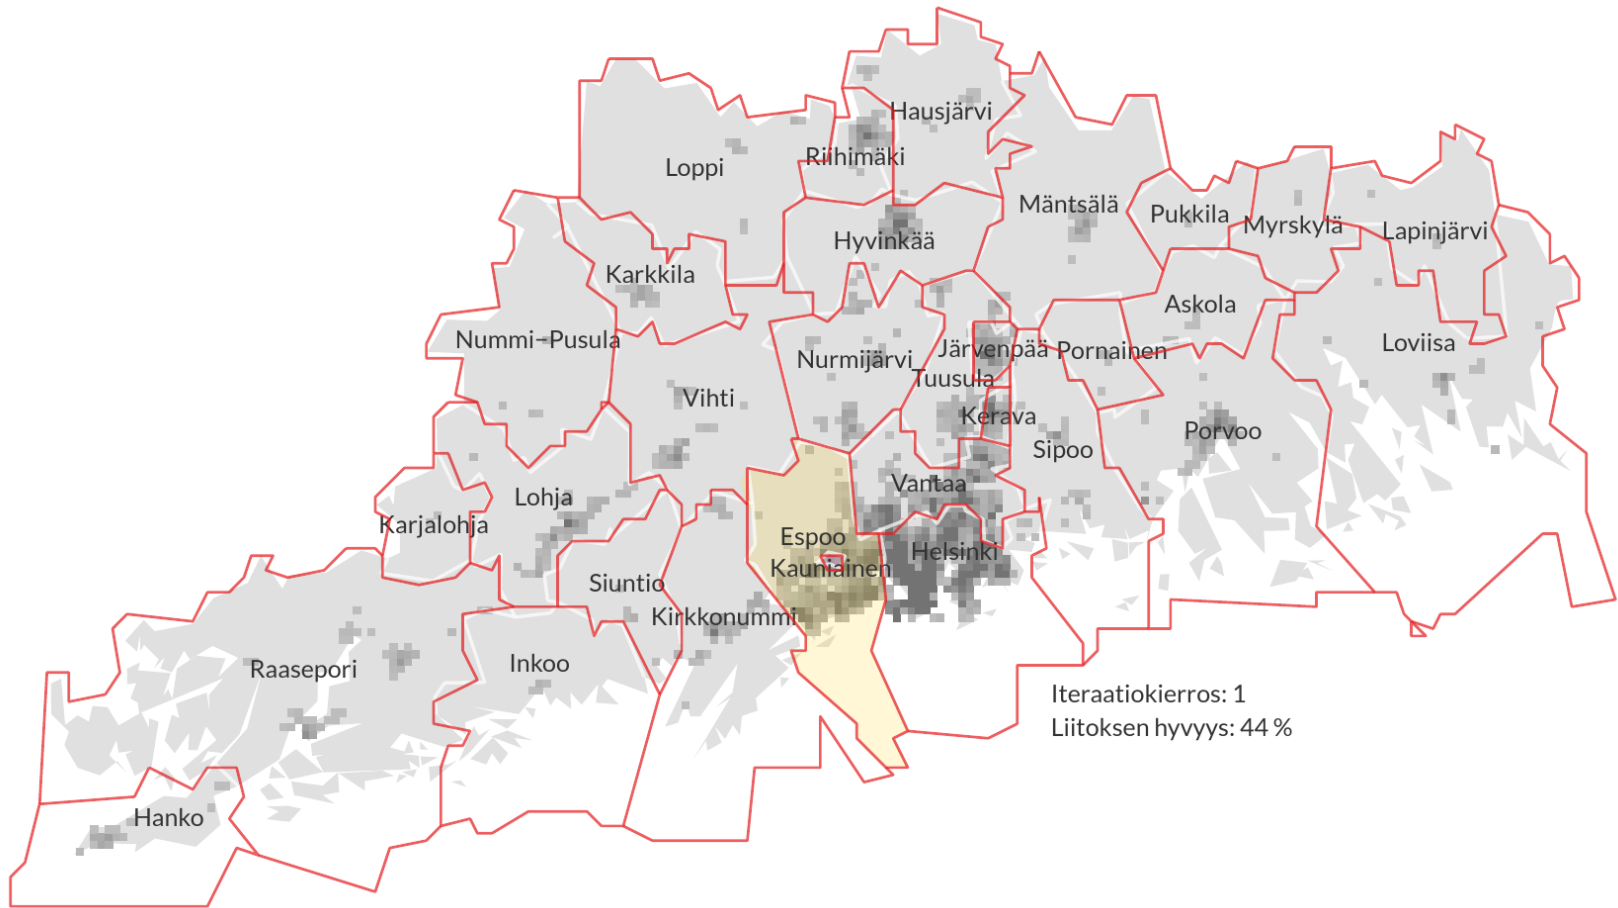 Hausjärvi
Loppi
Riihimäki
Mäntsälä
Pukkila
Myrskylä
Lapinjärvi
Hyvinkää
Karkkila
Askola
Nummi-Pusula
Nurmijärvi
Järvenpää
Pornainen
Loviisa
Tuusula
Vihti
Kerava
Sipoo
Porvoo
Vantaa
Lohja
Karjalohja
Espoo
Helsinki
Kauniainen
Siuntio
Kirkkonummi
Raasepori
Inkoo
Hanko
Iteraatiokierros: 1
Liitoksen hyvyys: 44 %